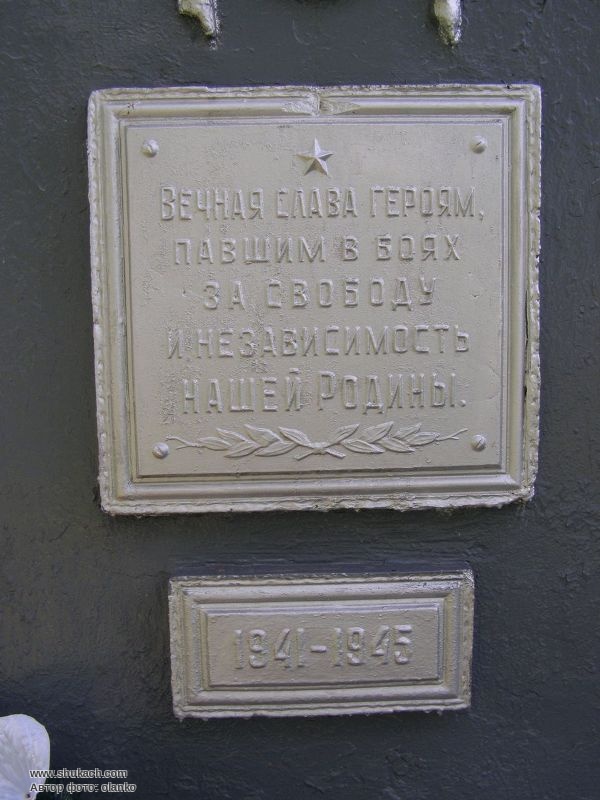 Вечная слава героям,
павшим в боях
за свободу
и независимость
нашей Родины.
1941-1945
www.shukach.com
Автор фото: olanko